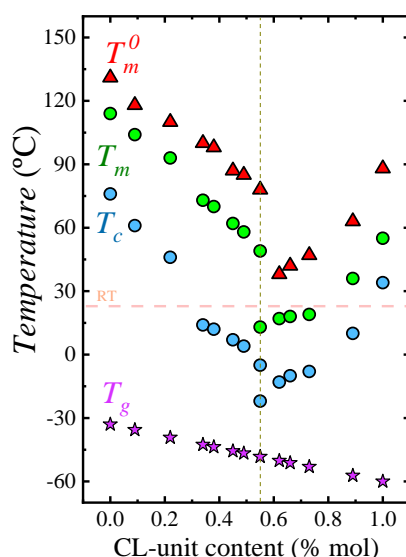 150
120
90
60
30
0
-30
-60
Temperature (ºC)
T_m^0
T_m
T_c
RT
T_g
0.0 0.2 0.4 0.6 0.8 1.0
CL-unit content (% mol)